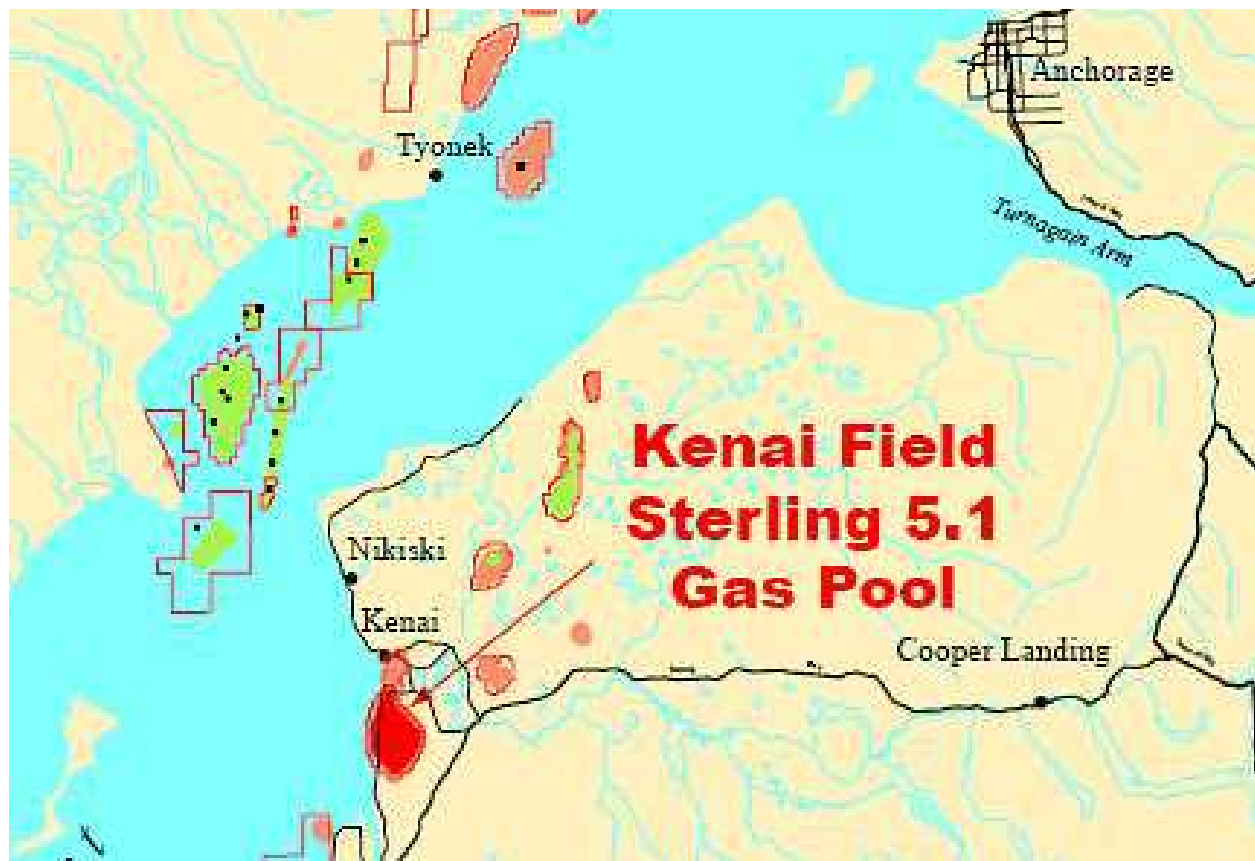 Anchorage
Tyonek
Turnagain Arm
Kenai Field
Sterling 5.1
Gas Pool
Nikiski
Kenai
Cooper Landing